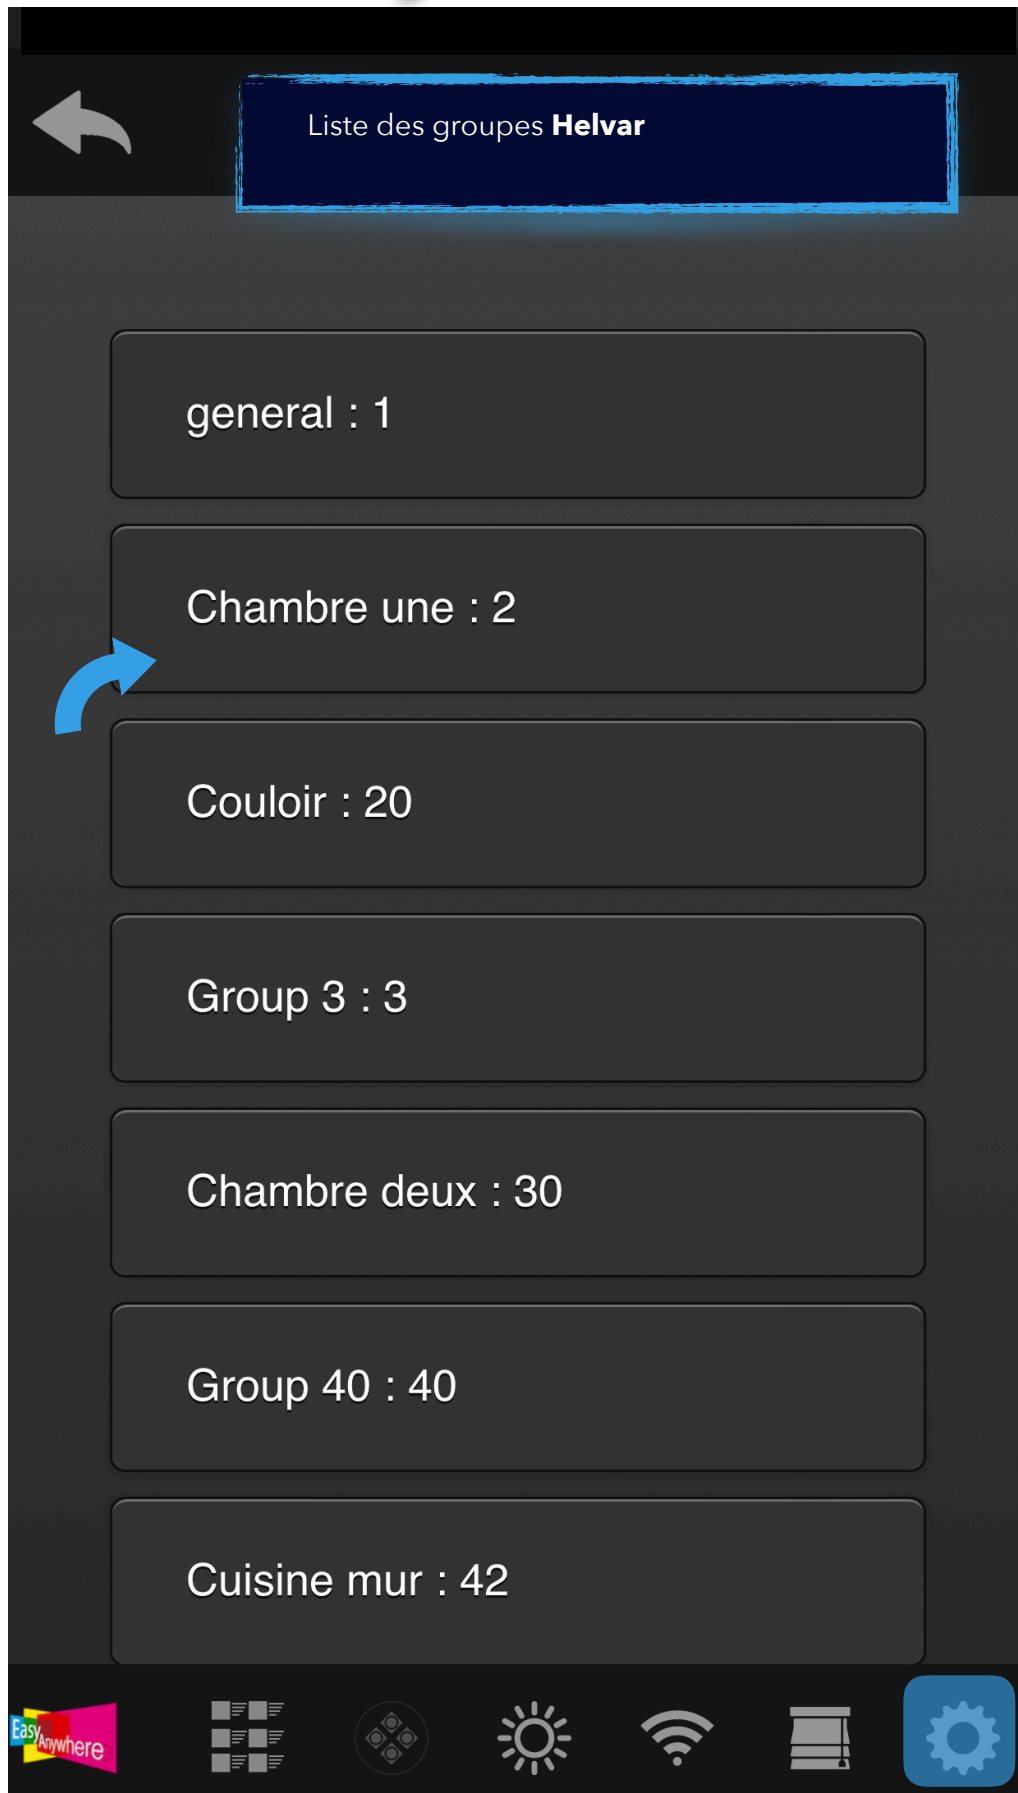 Liste des groupes Helvar
general : 1
Chambre une : 2
Couloir : 20
Group 3 : 3
Chambre deux : 30
Group 40 : 40
Cuisine mur : 42
Easy Anywhere